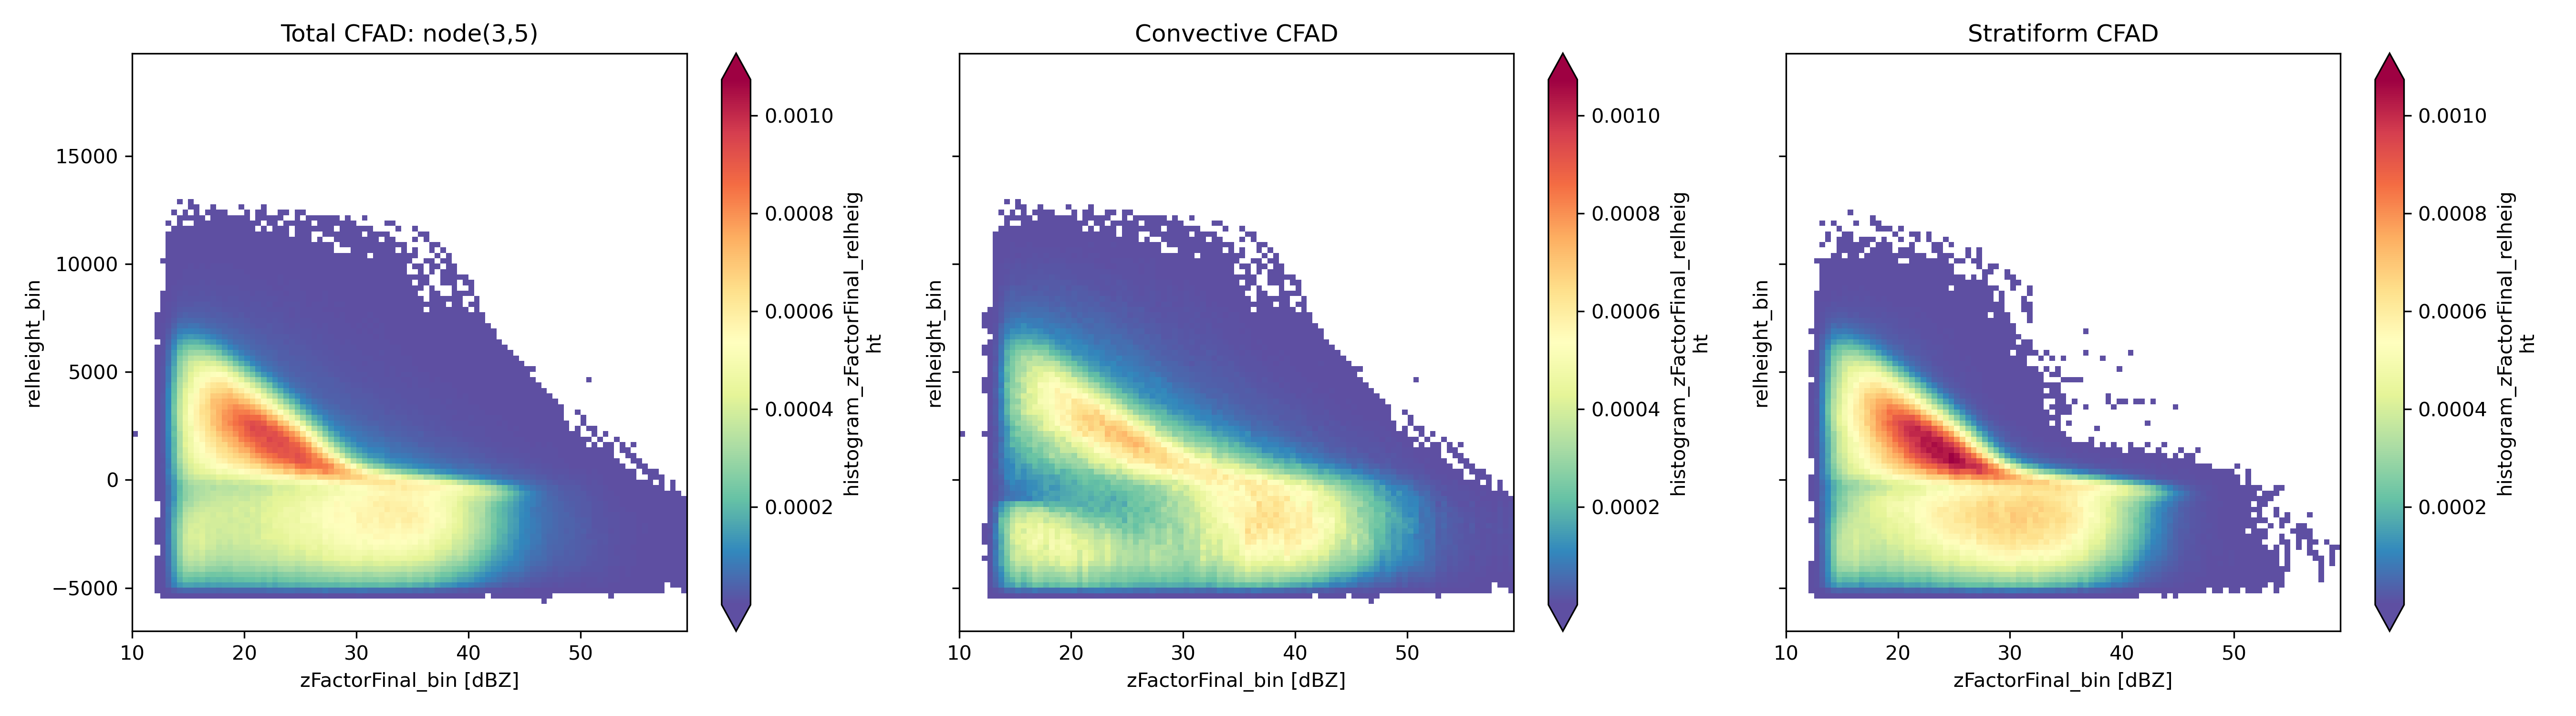 Total CFAD: node(3,5)
15000
10000
5000
0
−5000
relheight_bin
10 20 30 40 50
zFactorFinal_bin [dBZ]
0.0010
0.0008
0.0006
0.0004
0.0002
histogram_zFactorFinal_relheig
ht
Convective CFAD
relheight_bin
10 20 30 40 50
zFactorFinal_bin [dBZ]
0.0010
0.0008
0.0006
0.0004
0.0002
histogram_zFactorFinal_relheig
ht
Stratiform CFAD
relheight_bin
10 20 30 40 50
zFactorFinal_bin [dBZ]
0.0010
0.0008
0.0006
0.0004
0.0002
histogram_zFactorFinal_relheig
ht